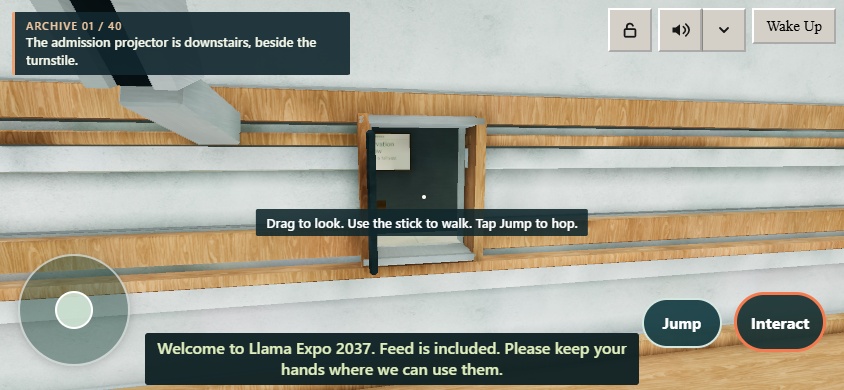 ARCHIVE 01 / 40
The admission projector is downstairs, beside the
turnstile.
Wake Up
Drag to look. Use the stick to walk. Tap Jump to hop.
Jump
Interact
Welcome to Llama Expo 2037. Feed is included. Please keep your
hands where we can use them.